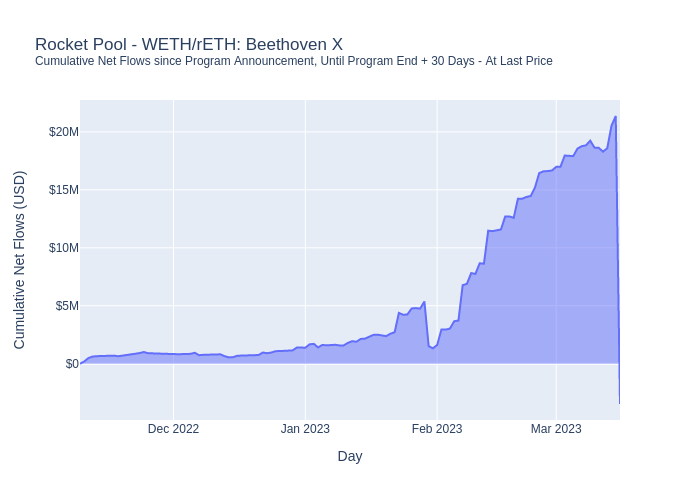 Rocket Pool - WETH/rETH: Beethoven X
Cumulative Net Flows since Program Announcement, Until Program End + 30 Days - At Last Price
Cumulative Net Flows (USD)
$20M
$15M
$10M
$5M
$0
Dec 2022
Jan 2023
Feb 2023
Mar 2023
Day